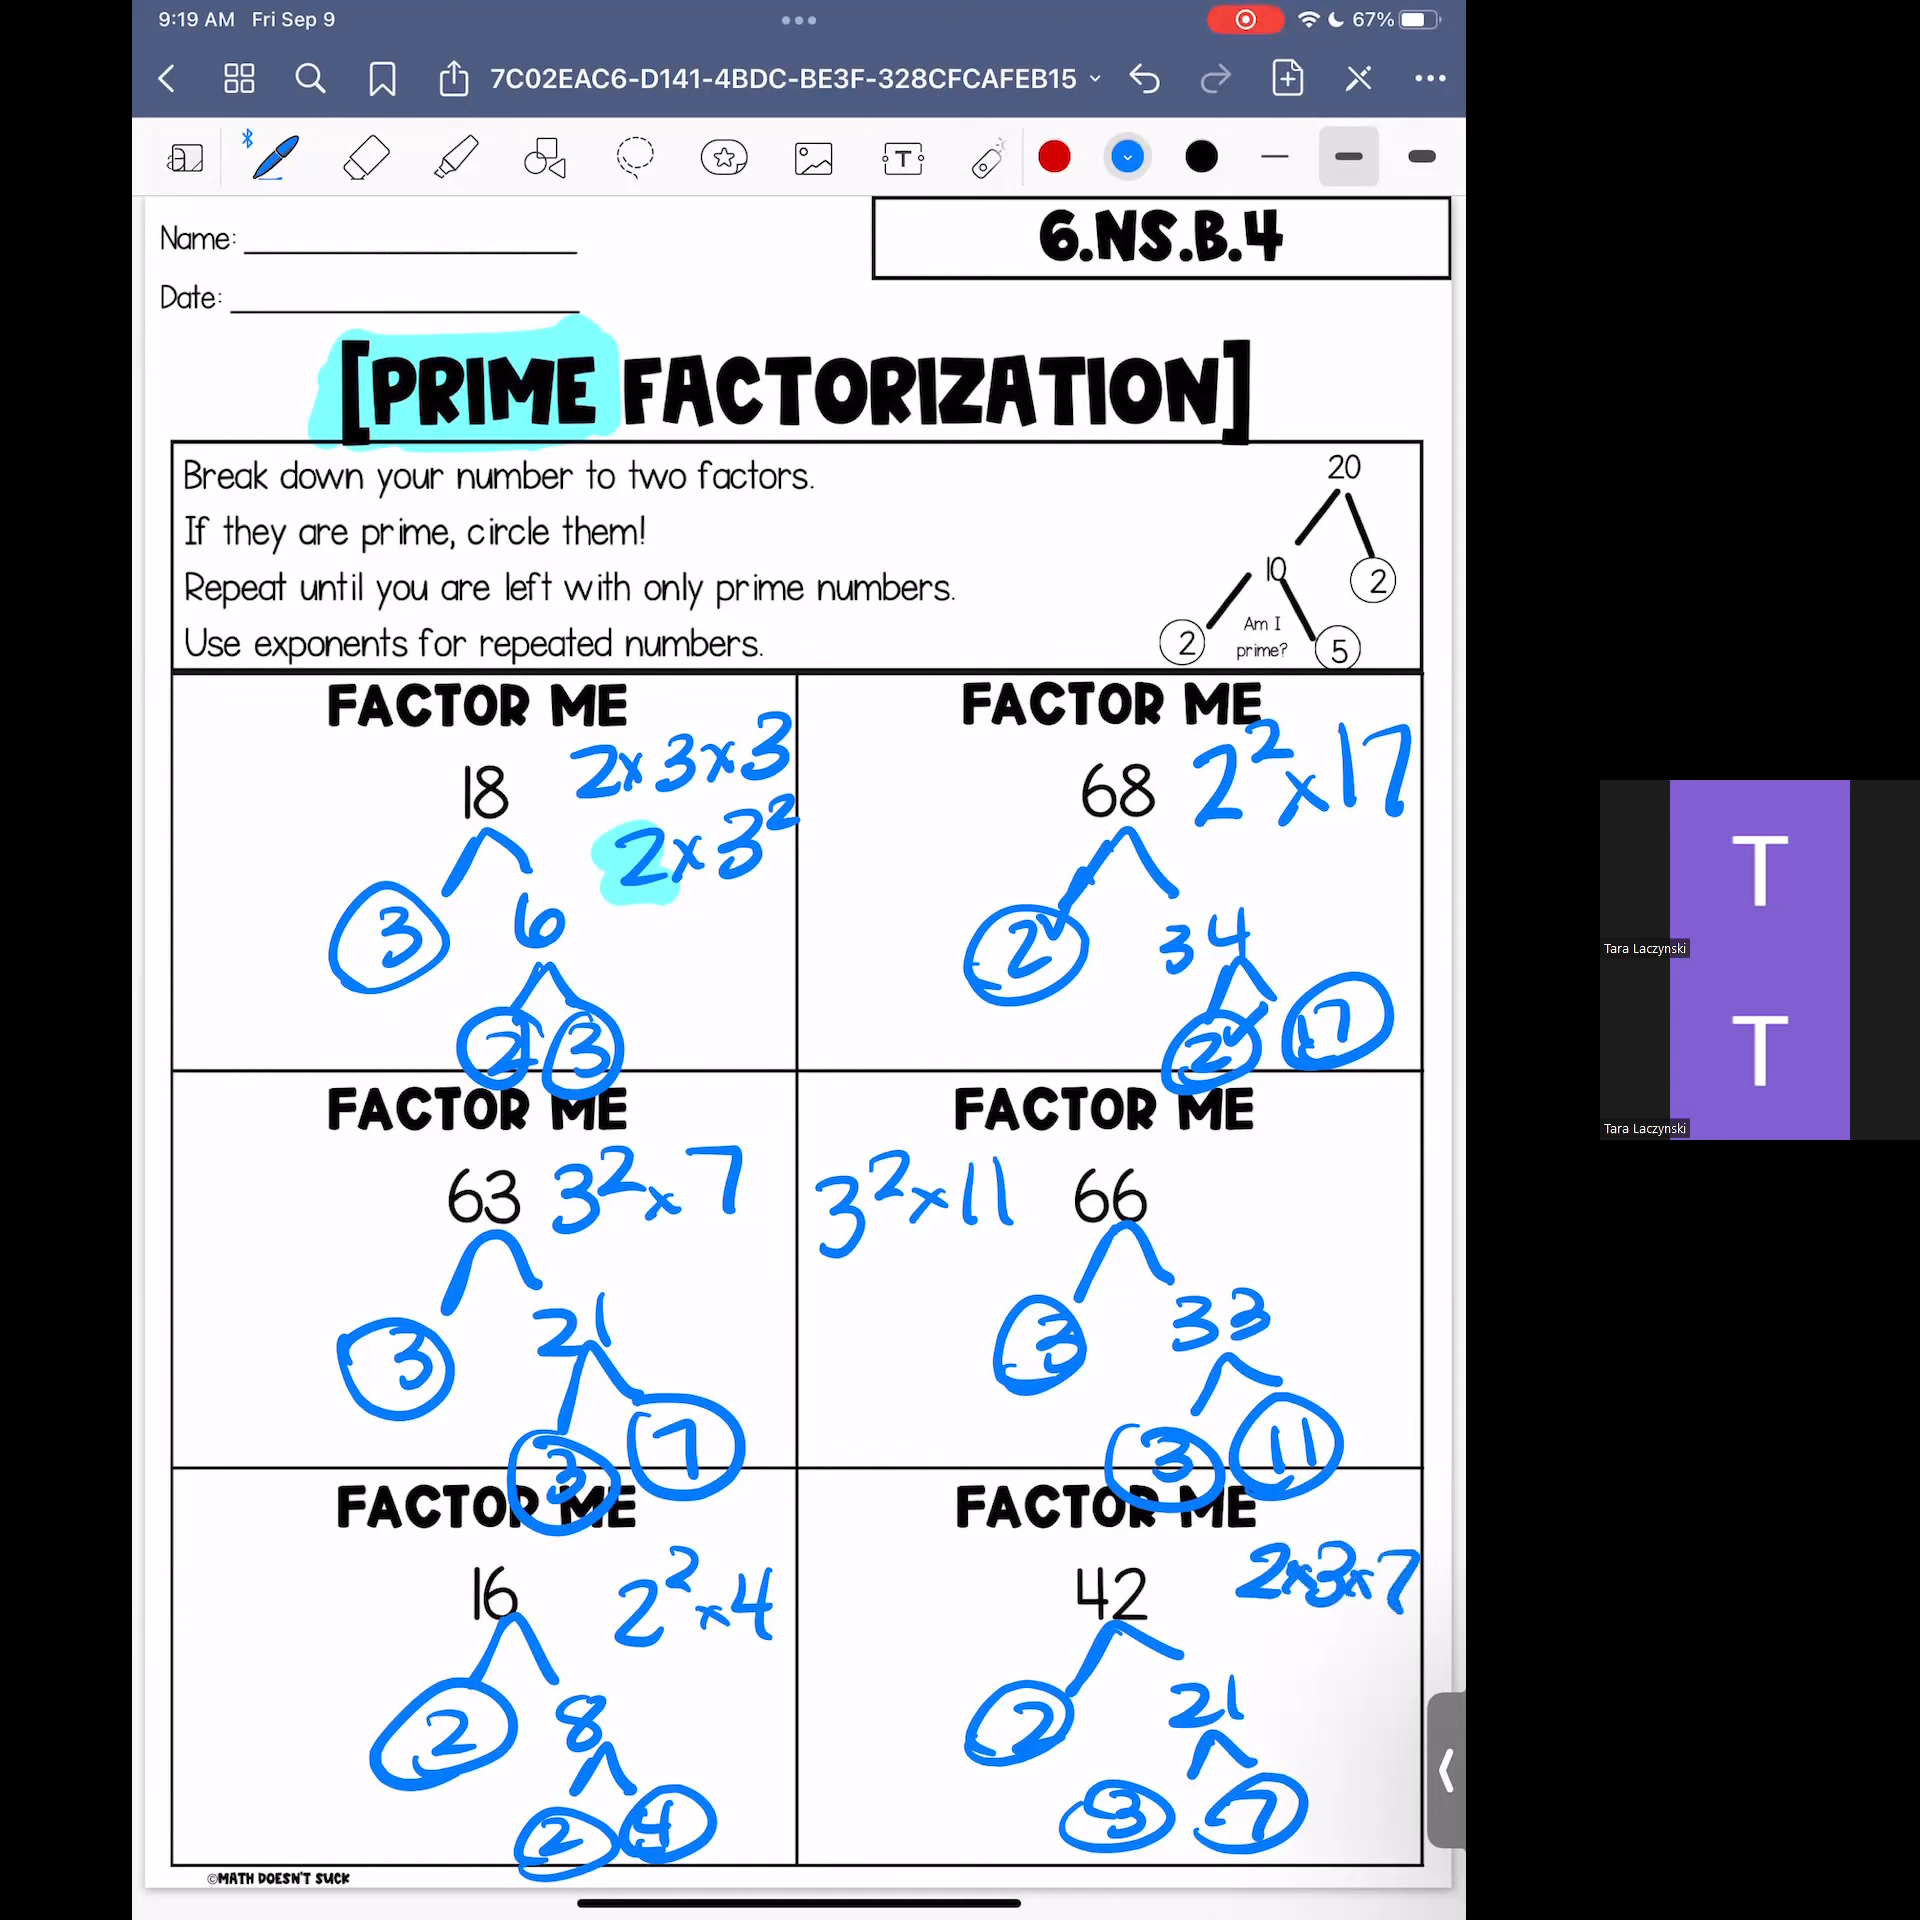 9:19 AM Fri Sep 9
67%
7C02EAC6-D141-4BDC-BE3F-328CFCAFEB15
T
Name:
6.NS.B.4
Date:
[PRIME FACTORIZATION]
Break down your number to two factors.
If they are prime, circle them!
Repeat until you are left with only prime numbers.
Use exponents for repeated numbers.
20
10
2
2
Am I
prime?
5
FACTOR ME
18
2x3x3
2x3²
3
6
2
3
FACTOR ME
68
2²x17
2
34
2
17
FACTOR ME
63
3²x7
3
21
3
7
FACTOR ME
3²x11
66
3
33
3
11
FACTOR ME
16
2²x4
2
8
2
4
FACTOR ME
42
2x3x7
2
21
3
7
©MATH DOESN'T SUCK
T
Tara Laczynski
T
Tara Laczynski